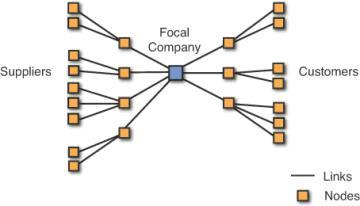 Focal
Company
Suppliers
Customers
Links
Nodes